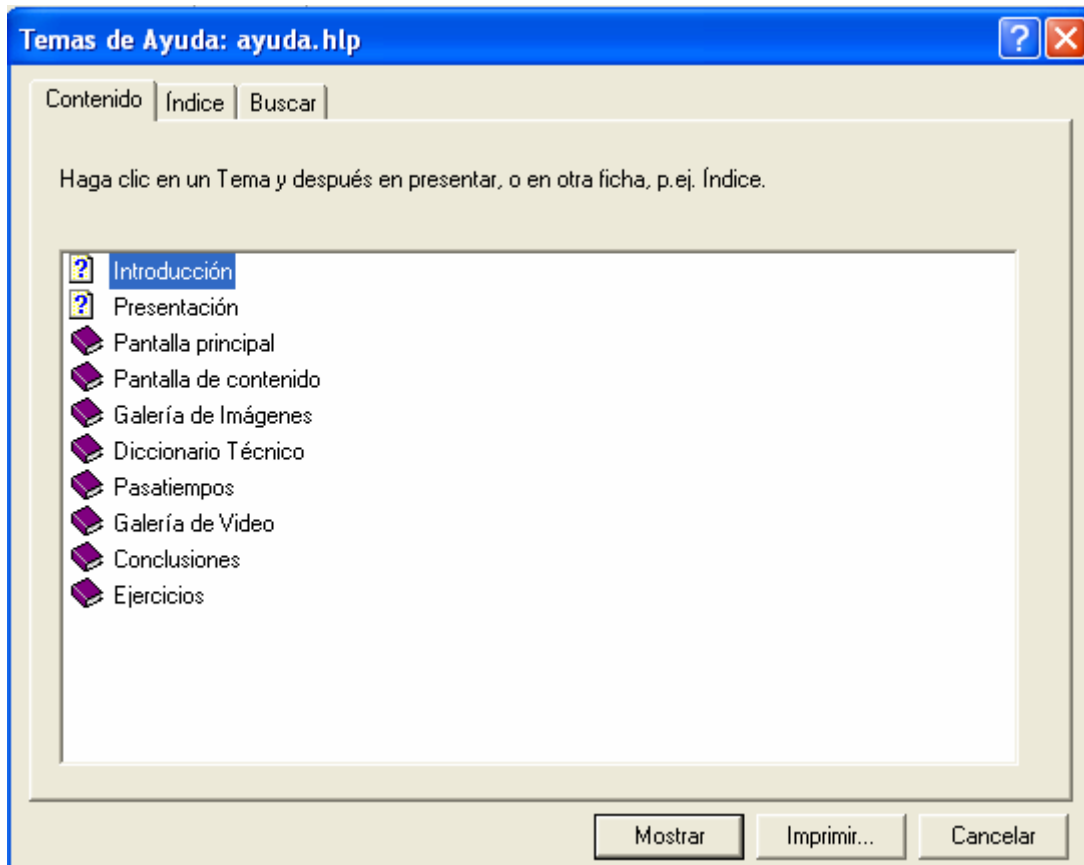 Temas de Ayuda: ayuda.hlp
Contenido Índice Buscar
Haga clic en un Tema y después en presentar, o en otra ficha, p.ej. Índice.
Introducción
Presentación
Pantalla principal
Pantalla de contenido
Galería de Imágenes
Diccionario Técnico
Pasatiempos
Galería de Video
Conclusiones
Ejercicios
Mostrar Imprimir... Cancelar